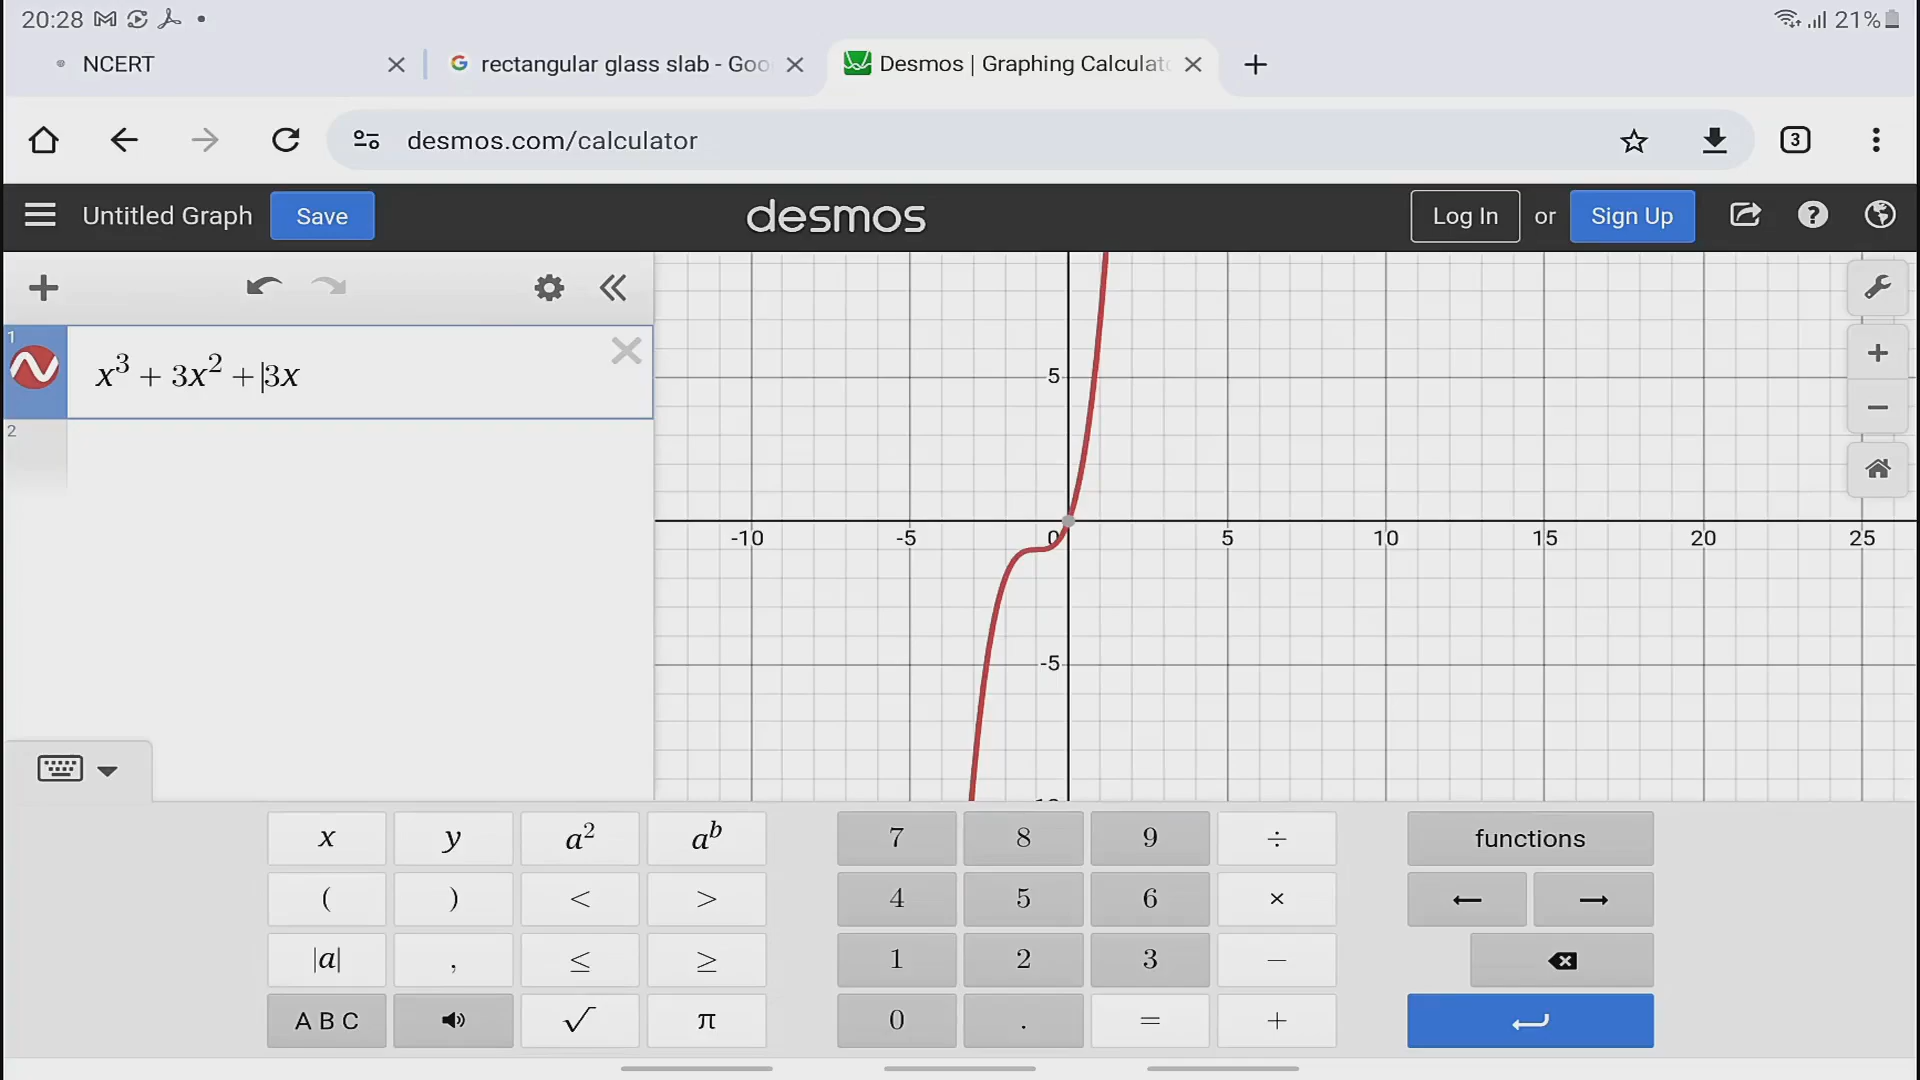 20:28 21%
NCERT
rectangular glass slab - Goo
Desmos | Graphing Calculat
desmos.com/calculator
3
Untitled Graph
Save
desmos
Log In
or
Sign Up
?
1
x³ + 3x² + 3x
2
5
-10 -5 0 5 10 15 20 25
-5
x y a² aᵇ 7 8 9 ÷ functions
( ) < > 4 5 6 × ← →
|a| , ≤ ≥ 1 2 3 −
A B C √ π 0 . = +